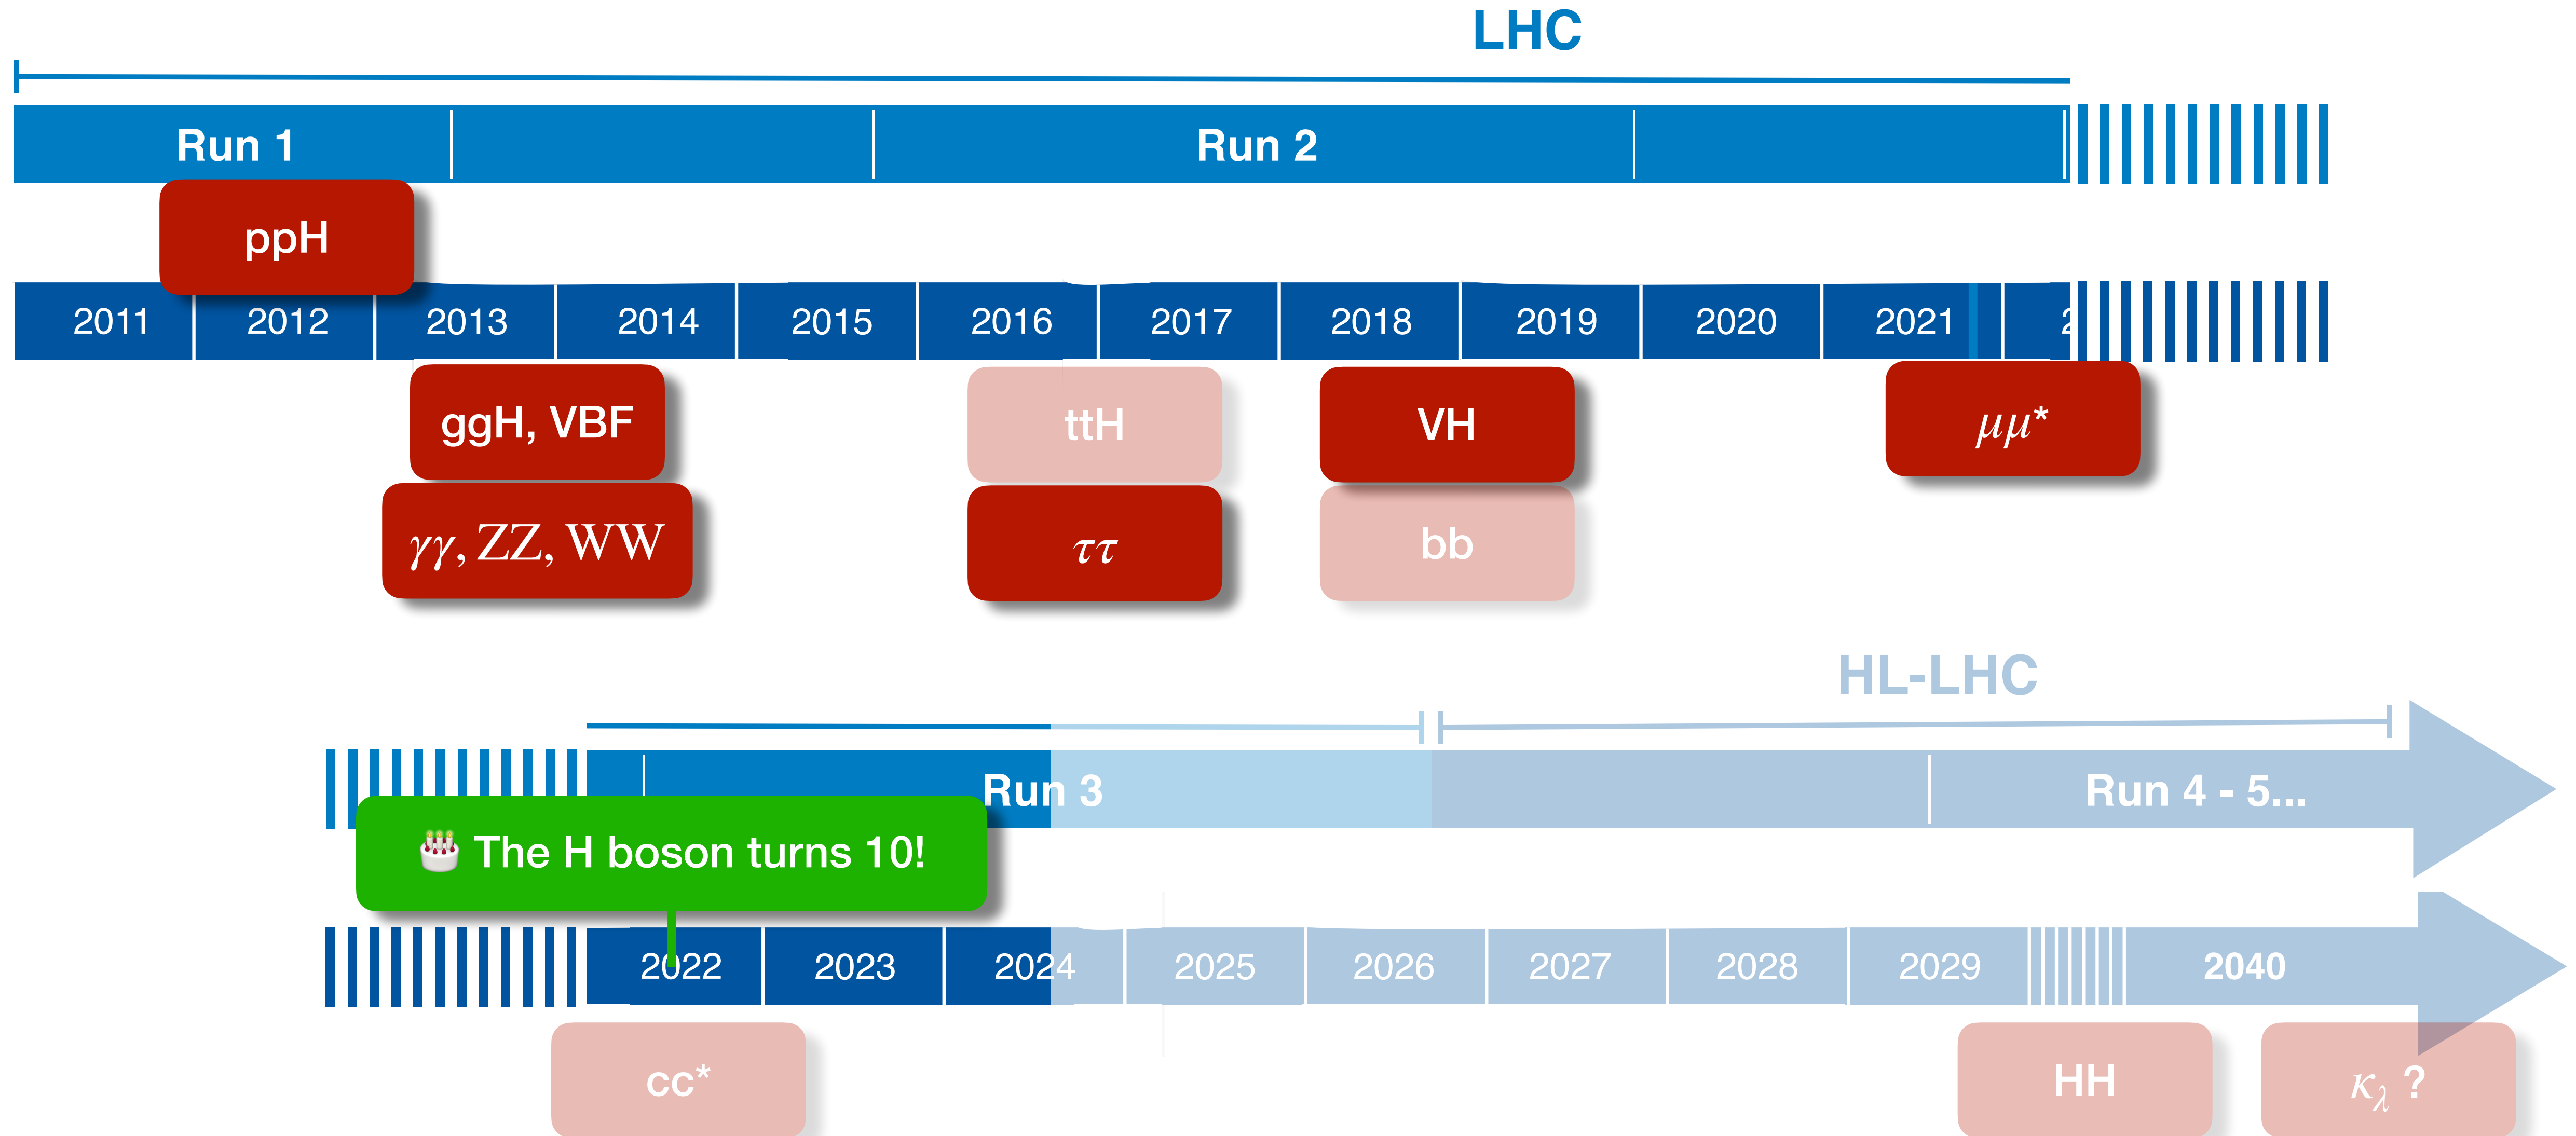 LHC
Run 1 Run 2
ppH
2011 2012 2013 2014 2015 2016 2017 2018 2019 2020 2021
ggH, VBF ttH VH μμ*
γγ, ZZ, WW ττ bb
HL-LHC
Run 3 Run 4 - 5...
🎂 The H boson turns 10!
2022 2023 2024 2025 2026 2027 2028 2029 2040
cc* HH κλ ?